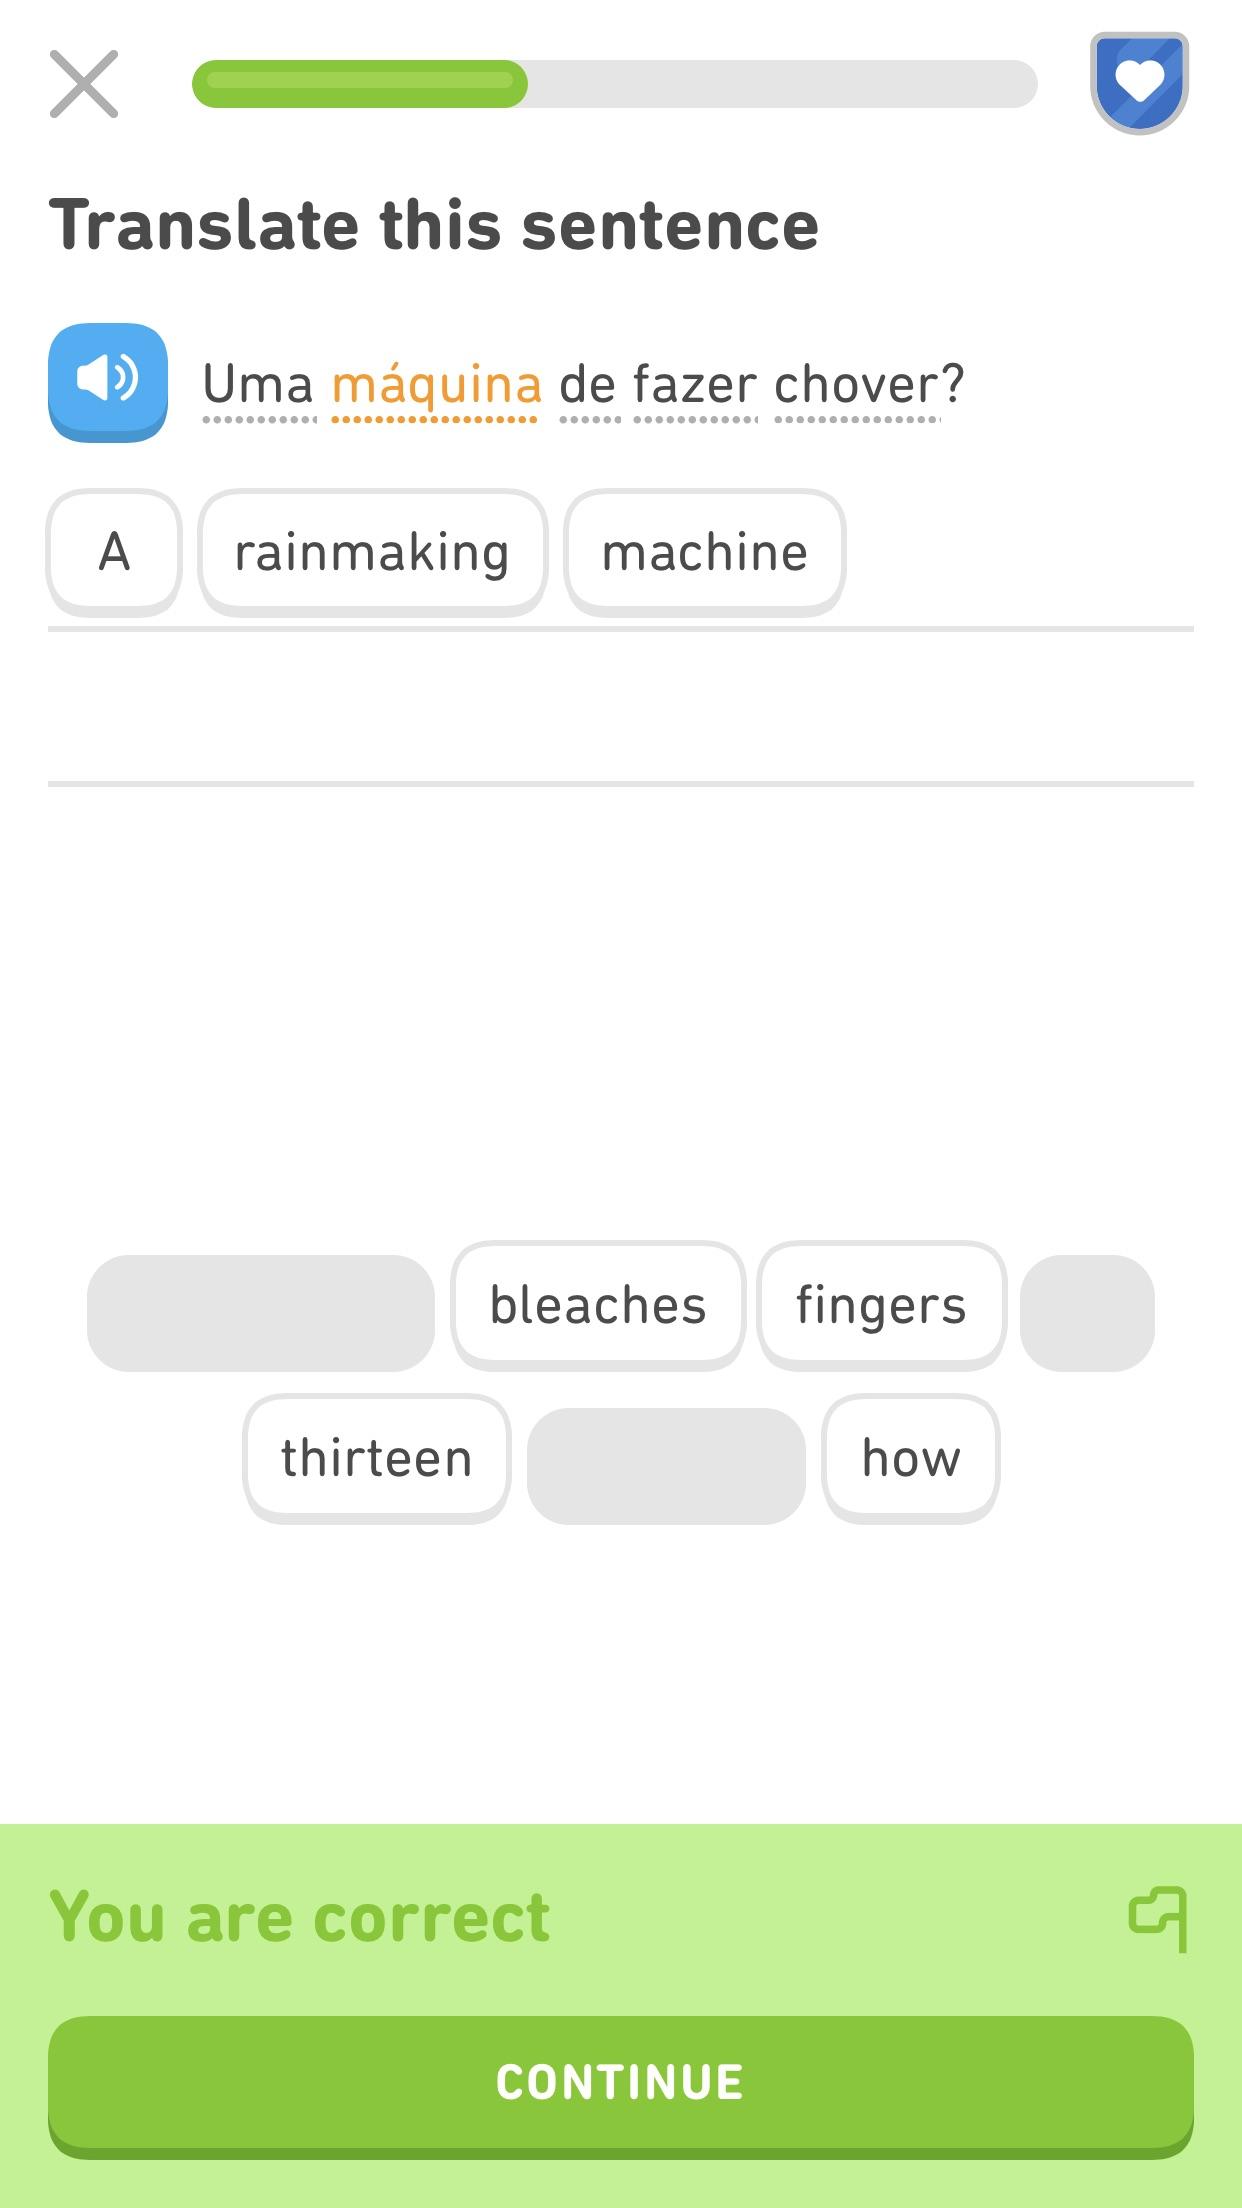 Translate this sentence
Uma máquina de fazer chover?
A rainmaking machine
bleaches fingers
thirteen how
You are correct
CONTINUE